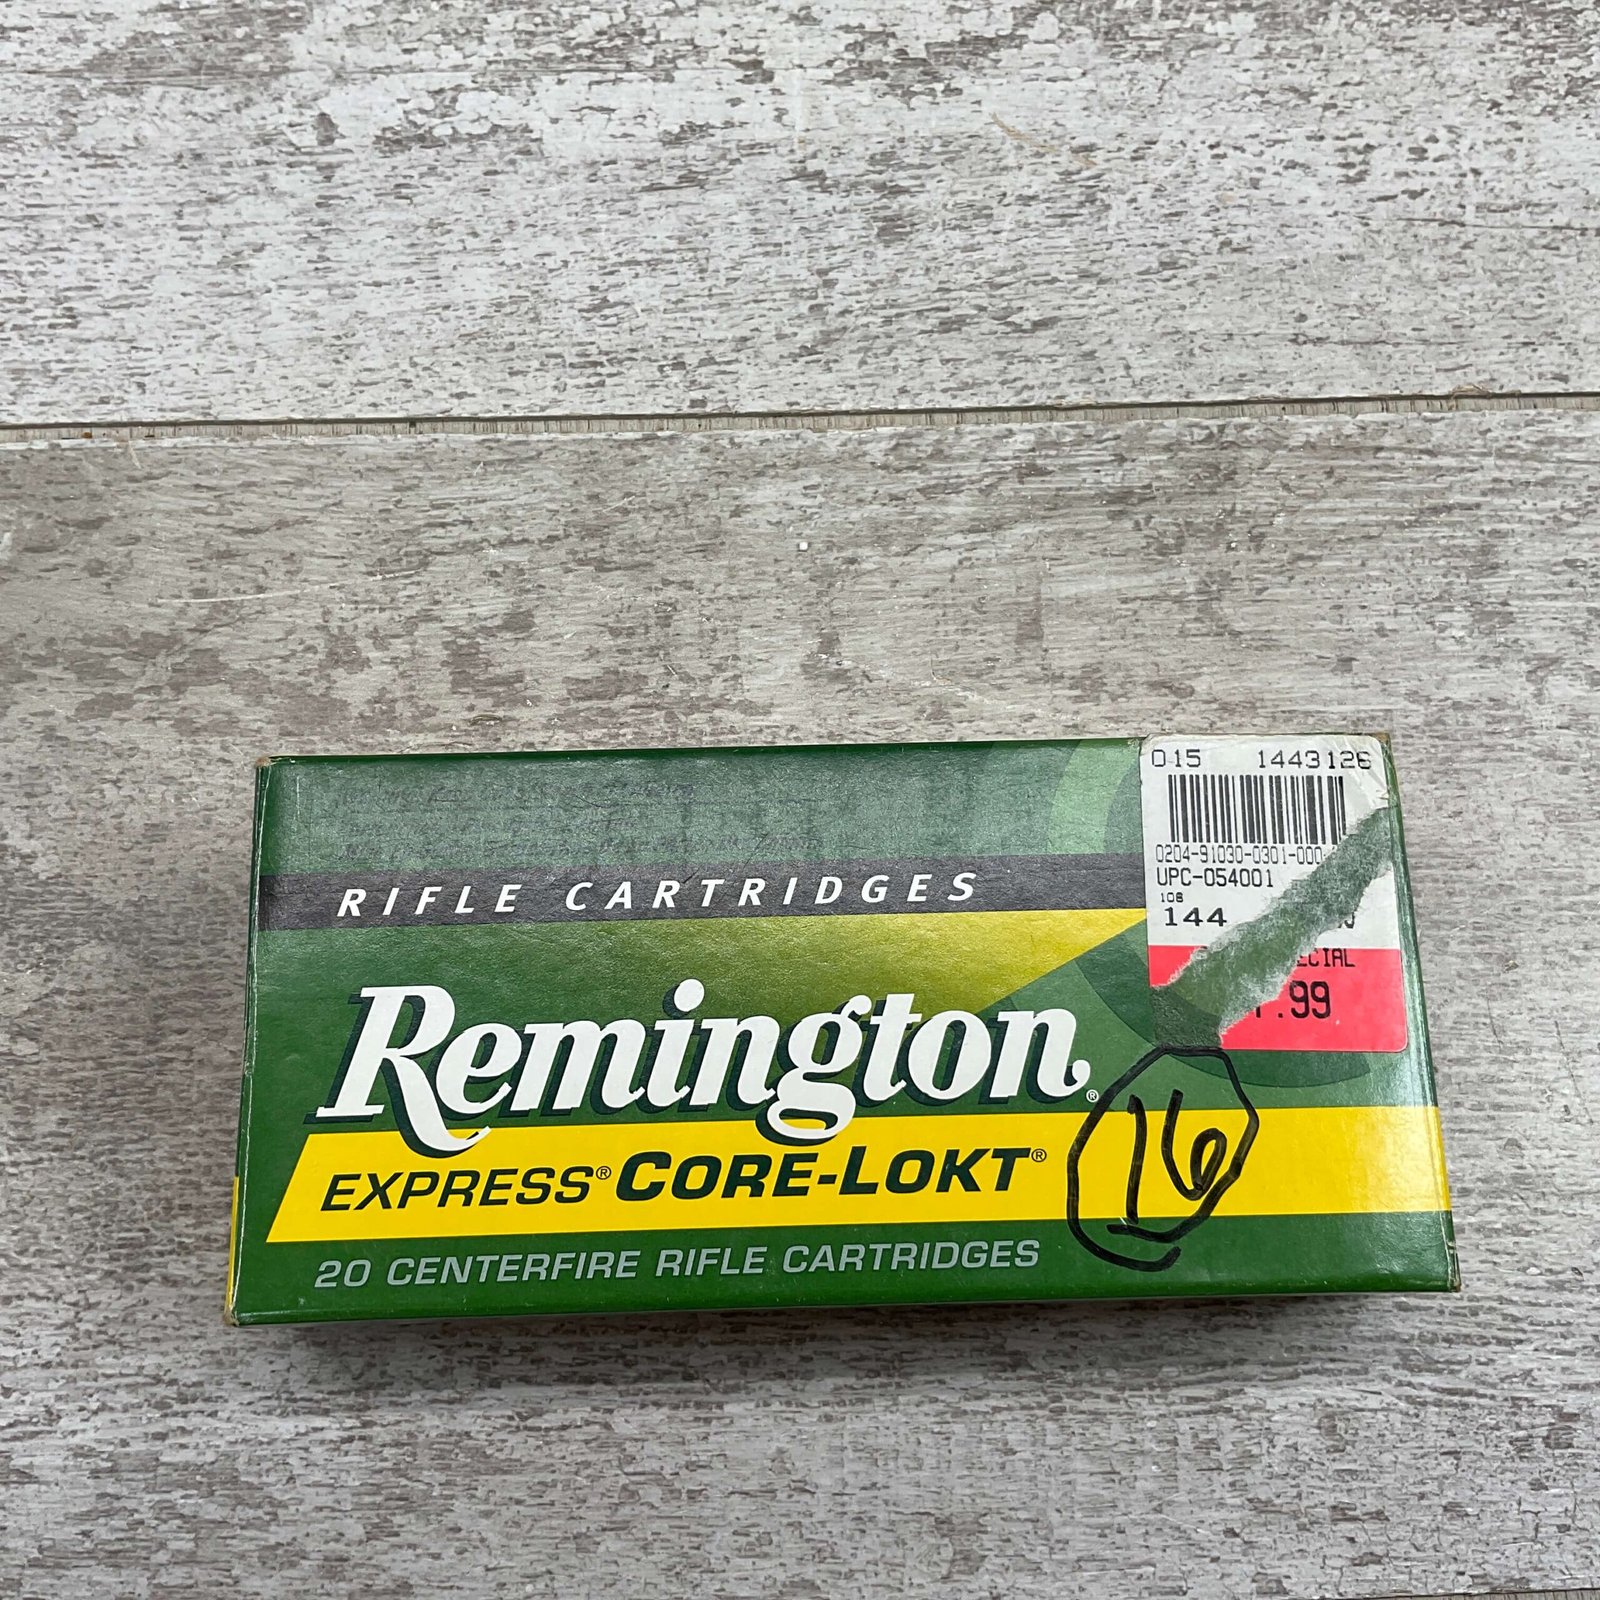 015 1443126
0204-91030-0301-000
UPC-054001
108
144
RIFLE CARTRIDGES
.99
Remington®
EXPRESS® CORE-LOKT®
16
20 CENTERFIRE RIFLE CARTRIDGES